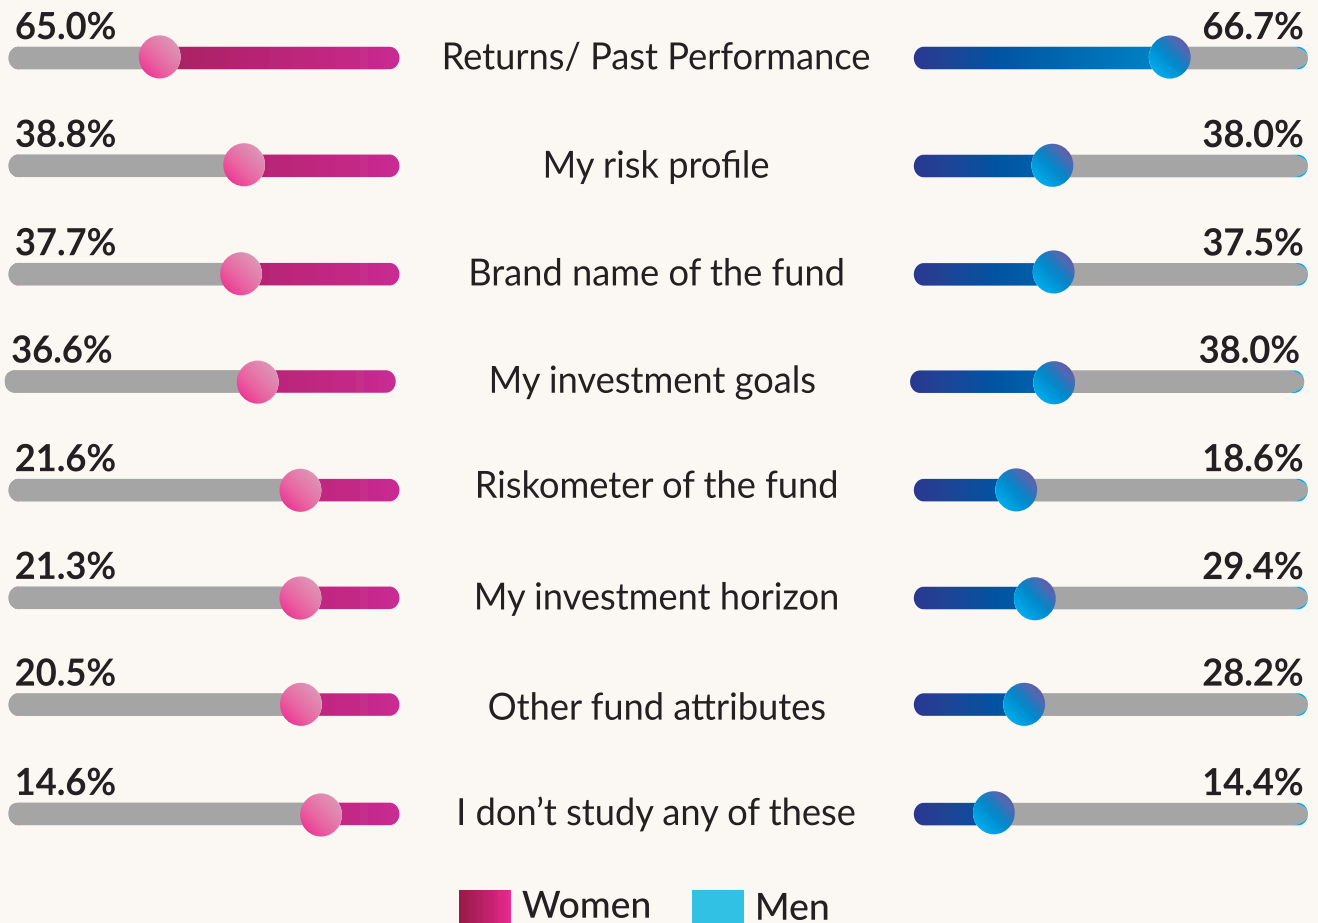 65.0% Returns/ Past Performance 66.7%
38.8% My risk profile 38.0%
37.7% Brand name of the fund 37.5%
36.6% My investment goals 38.0%
21.6% Riskometer of the fund 18.6%
21.3% My investment horizon 29.4%
20.5% Other fund attributes 28.2%
14.6% I don’t study any of these 14.4%
Women Men